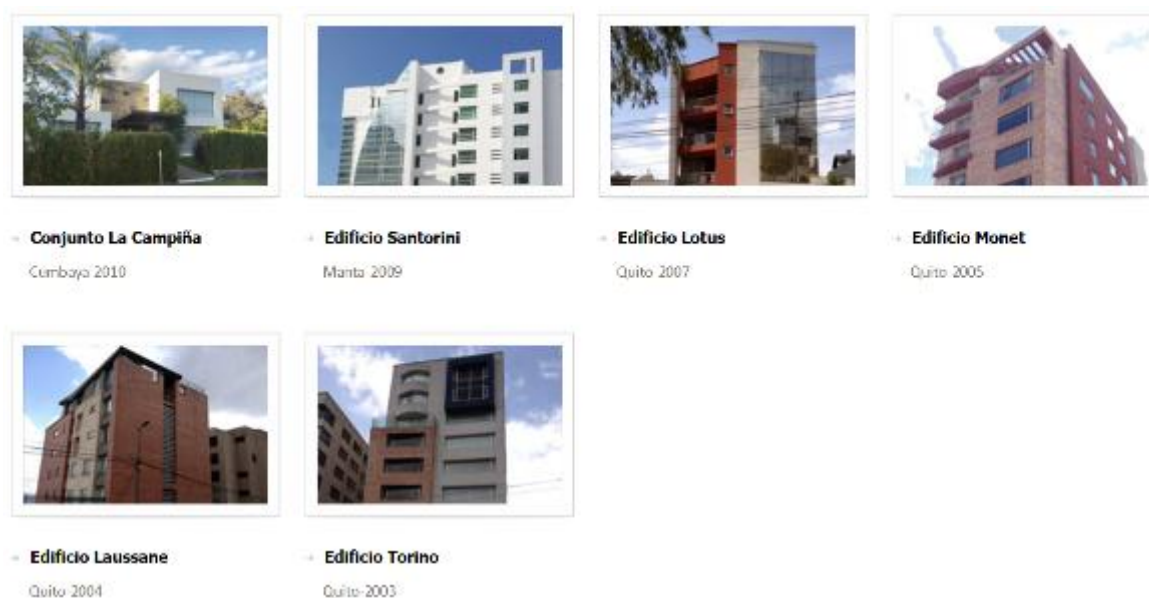 Conjunto La Campiña
Cumbaya 2010
Edificio Santorini
Manta 2009
Edificio Lotus
Quito 2007
Edificio Monet
Quito 2005
Edificio Laussane
Quito 2004
Edificio Torino
Quito-2003